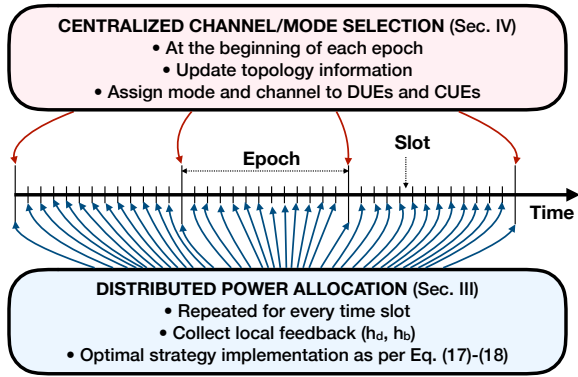 CENTRALIZED CHANNEL/MODE SELECTION (Sec. IV)
• At the beginning of each epoch
• Update topology information
• Assign mode and channel to DUEs and CUEs
Slot
Epoch
Time
DISTRIBUTED POWER ALLOCATION (Sec. III)
• Repeated for every time slot
• Collect local feedback (h_d, h_b)
• Optimal strategy implementation as per Eq. (17)-(18)